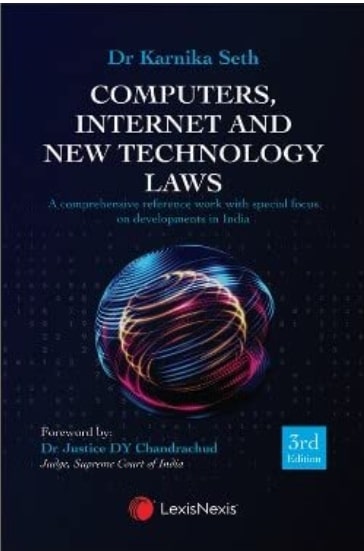 Dr Karnika Seth
COMPUTERS,
INTERNET AND
NEW TECHNOLOGY
LAWS
A comprehensive reference work with special focus
on developments in India
Foreword by:
Dr Justice DY Chandrachud
Judge, Supreme Court of India
3rd
Edition
LexisNexis